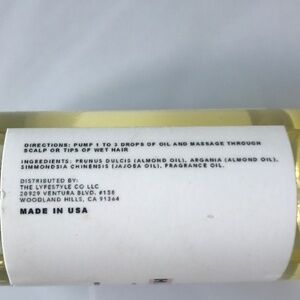 DIRECTIONS: PUMP 1 TO 3 DROPS OF OIL AND MASSAGE THROUGH
SCALP OR TIPS OF WET HAIR
INGREDIENTS: PRUNUS DULCIS (ALMOND OIL), ARGANIA (ALMOND OIL),
SIMMONDSIA CHINENSIS (JAJOSA OIL), FRAGRANCE OIL.
DISTRIBUTED BY:
THE LYFESTYLE CO LLC
20929 VENTURA BLVD. #158
WOODLAND HILLS, CA 91364
MADE IN USA